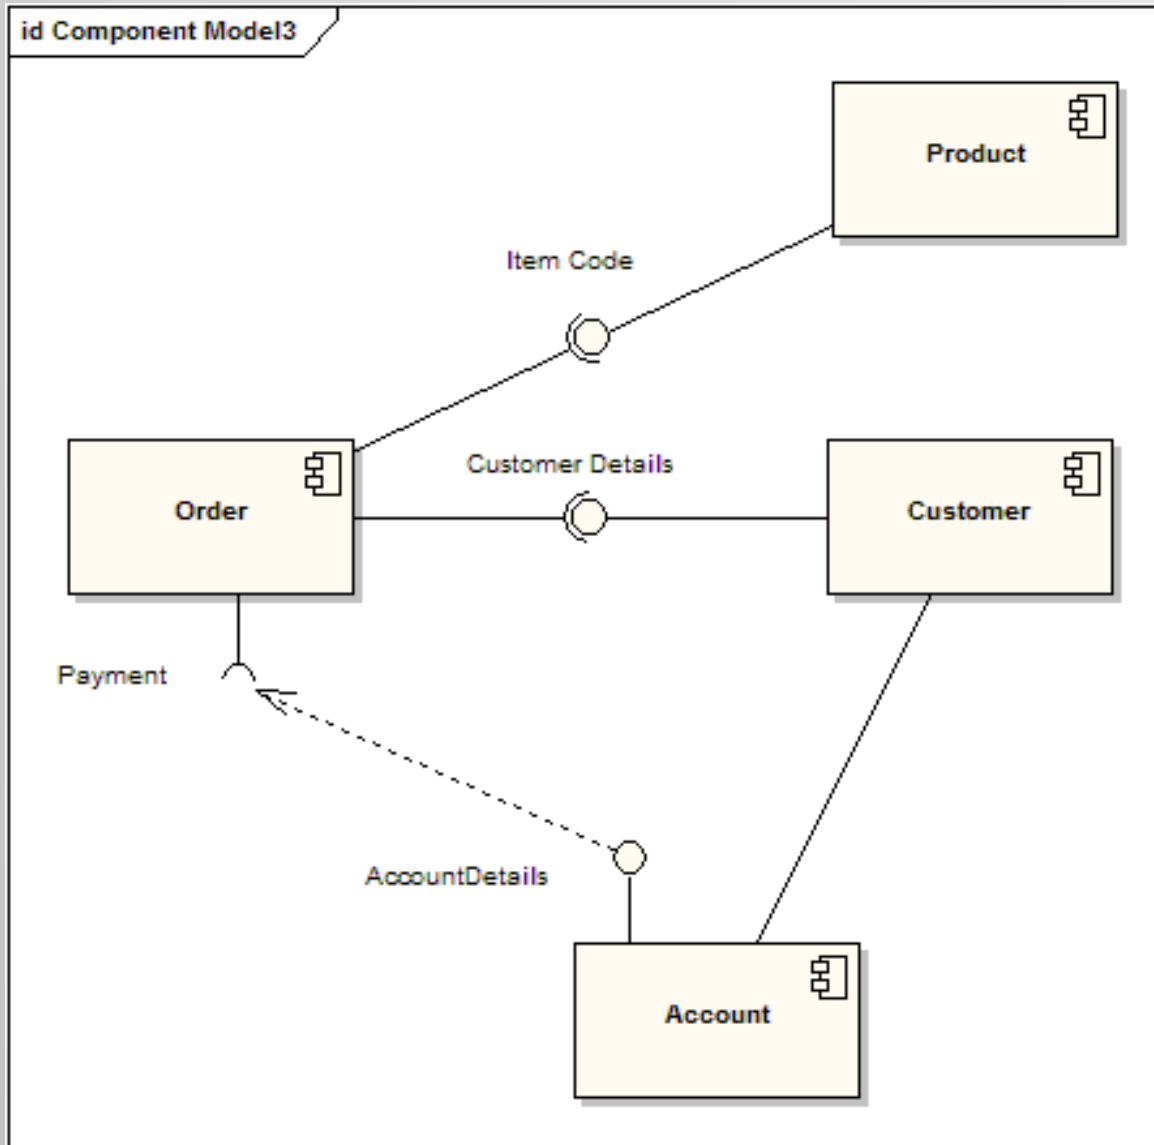 id Component Model3
Product
Item Code
Customer Details
Order
Customer
Payment
AccountDetails
Account